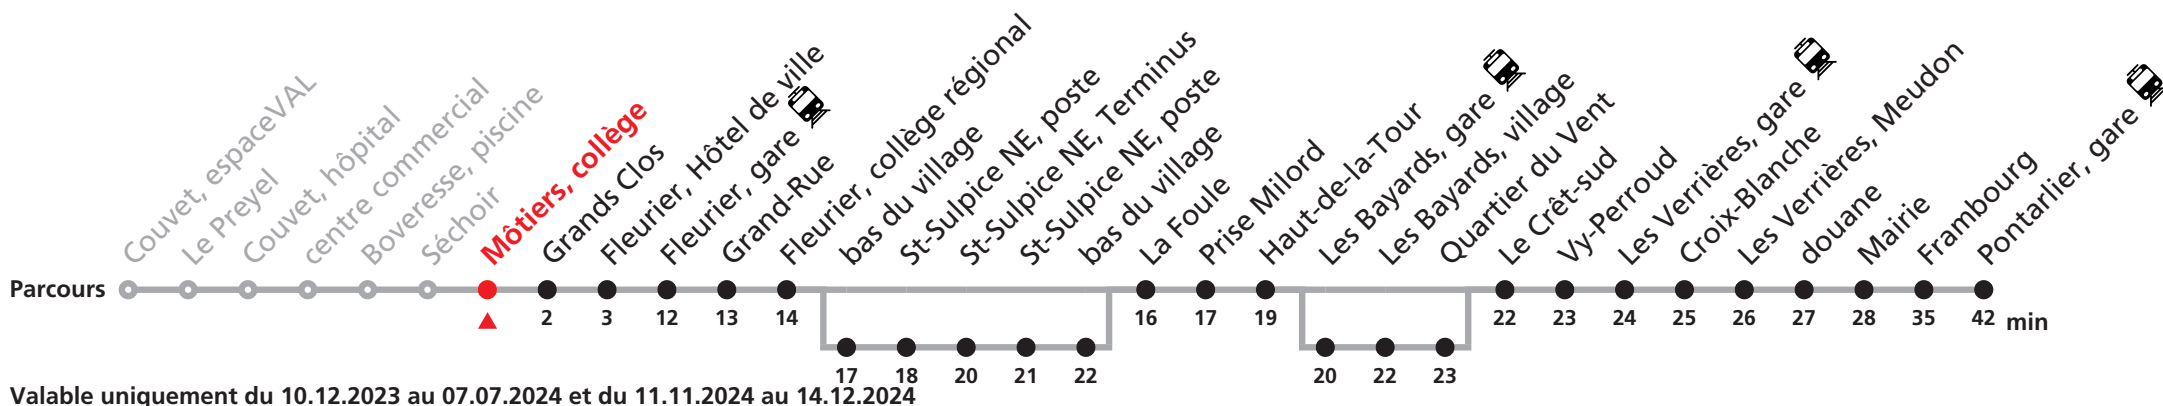 Couvet, espaceVAL
Le Preyel
Couvet, hôpital
centre commercial
Boveresse, piscine
Séchoir
Môtiers, collège
Grands Clos
Fleurier, Hôtel de ville
Fleurier, gare
Grand-Rue
Fleurier, collège régional
bas du village
St-Sulpice NE, poste
St-Sulpice NE, Terminus
St-Sulpice NE, poste
bas du village
La Foule
Prise Milord
Haut-de-la-Tour
Les Bayards, gare
Les Bayards, village
Quartier du Vent
Le Crêt-sud
Vy-Perroud
Les Verrières, gare
Croix-Blanche
Les Verrières, Meudon
douane
Mairie
Frambourg
Pontarlier, gare
Parcours
2 3 12 13 14 16 17 19 22 23 24 25 26 27 28 35 42 min
17 18 20 21 22 20 22 23
Valable uniquement du 10.12.2023 au 07.07.2024 et du 11.11.2024 au 14.12.2024